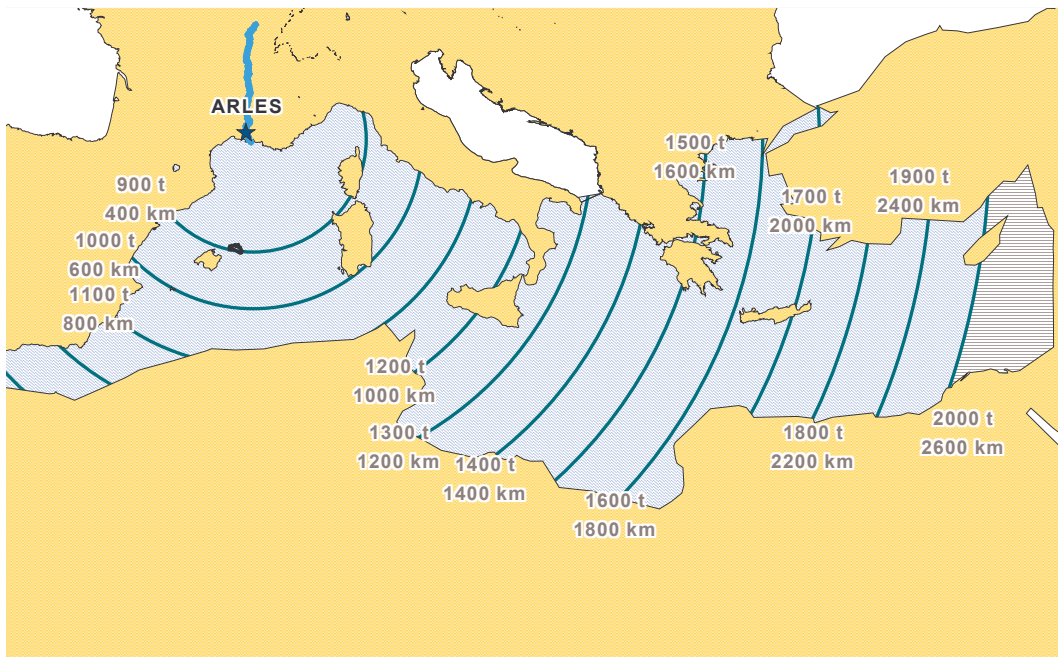 ARLES
1500 t
1600 km
900 t
400 km
1700 t
2000 km
1900 t
2400 km
1000 t
600 km
1100 t
800 km
1200 t
1000 km
1300 t
1200 km
1400 t
1400 km
1800 t
2200 km
2000 t
2600 km
1600 t
1800 km